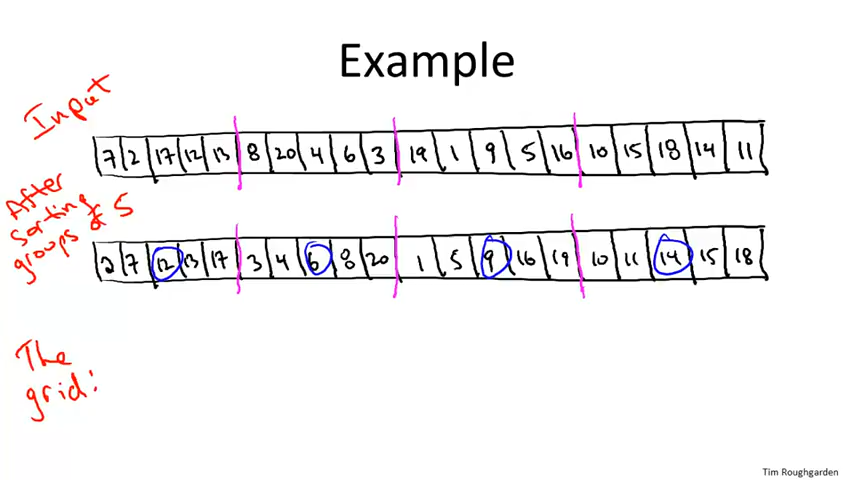 Example
Input
7 2 17 12 13 8 20 4 6 3 19 1 9 5 16 10 15 18 14 11
After
sorting
groups of 5
2 7 12 13 17 3 4 6 8 20 1 5 9 16 19 10 11 14 15 18
The
grid:
Tim Roughgarden